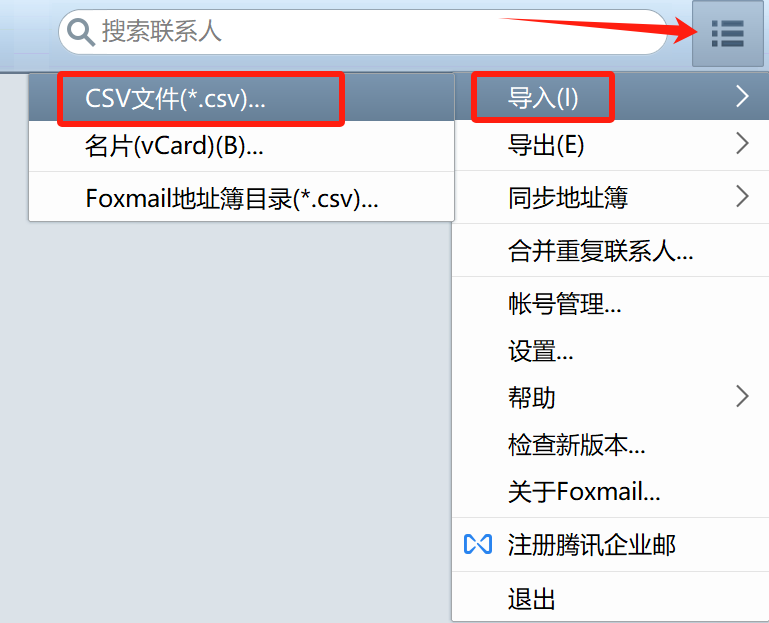 搜索联系人
CSV文件(*.csv)...
名片(vCard)(B)...
Foxmail地址簿目录(*.csv)...
导入(I)
导出(E)
同步地址簿
合并重复联系人...
帐号管理...
设置...
帮助
检查新版本...
关于Foxmail...
注册腾讯企业邮
退出